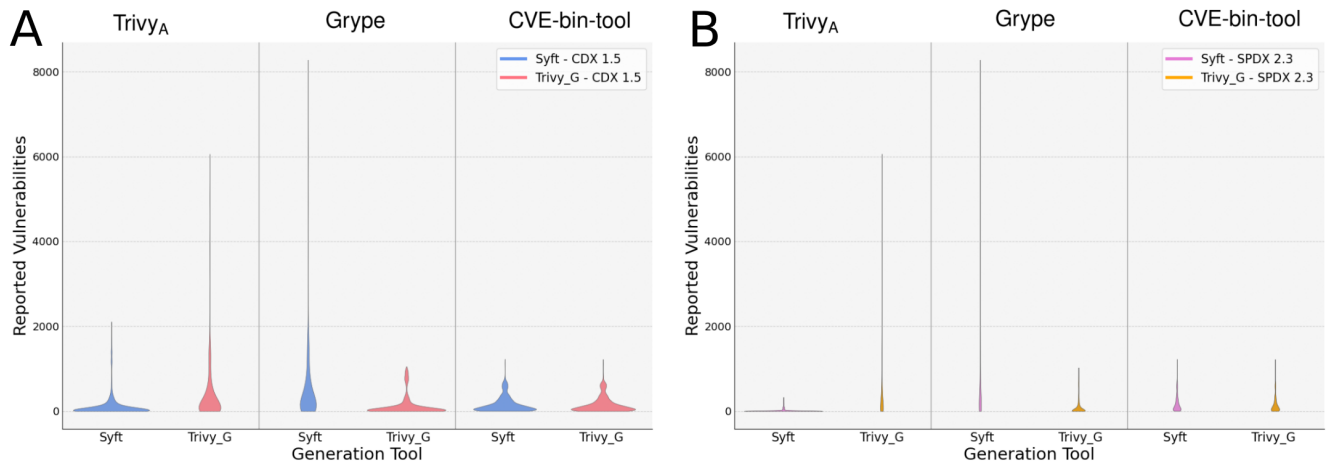 A
Trivy_A
Grype
CVE-bin-tool
Syft - CDX 1.5
Trivy_G - CDX 1.5
Reported Vulnerabilities
8000
6000
4000
2000
0
Syft
Trivy_G
Syft
Trivy_G
Syft
Trivy_G
Generation Tool
B
Trivy_A
Grype
CVE-bin-tool
Syft - SPDX 2.3
Trivy_G - SPDX 2.3
Reported Vulnerabilities
8000
6000
4000
2000
0
Syft
Trivy_G
Syft
Trivy_G
Syft
Trivy_G
Generation Tool